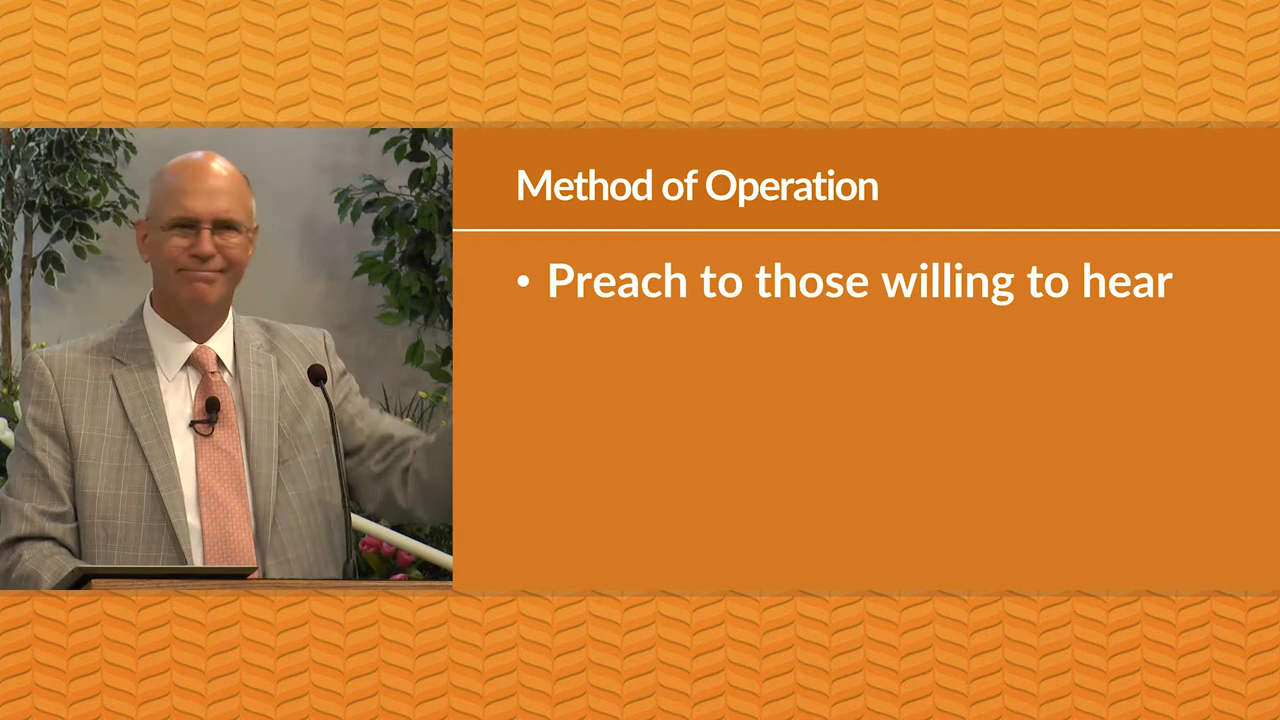 Method of Operation
• Preach to those willing to hear